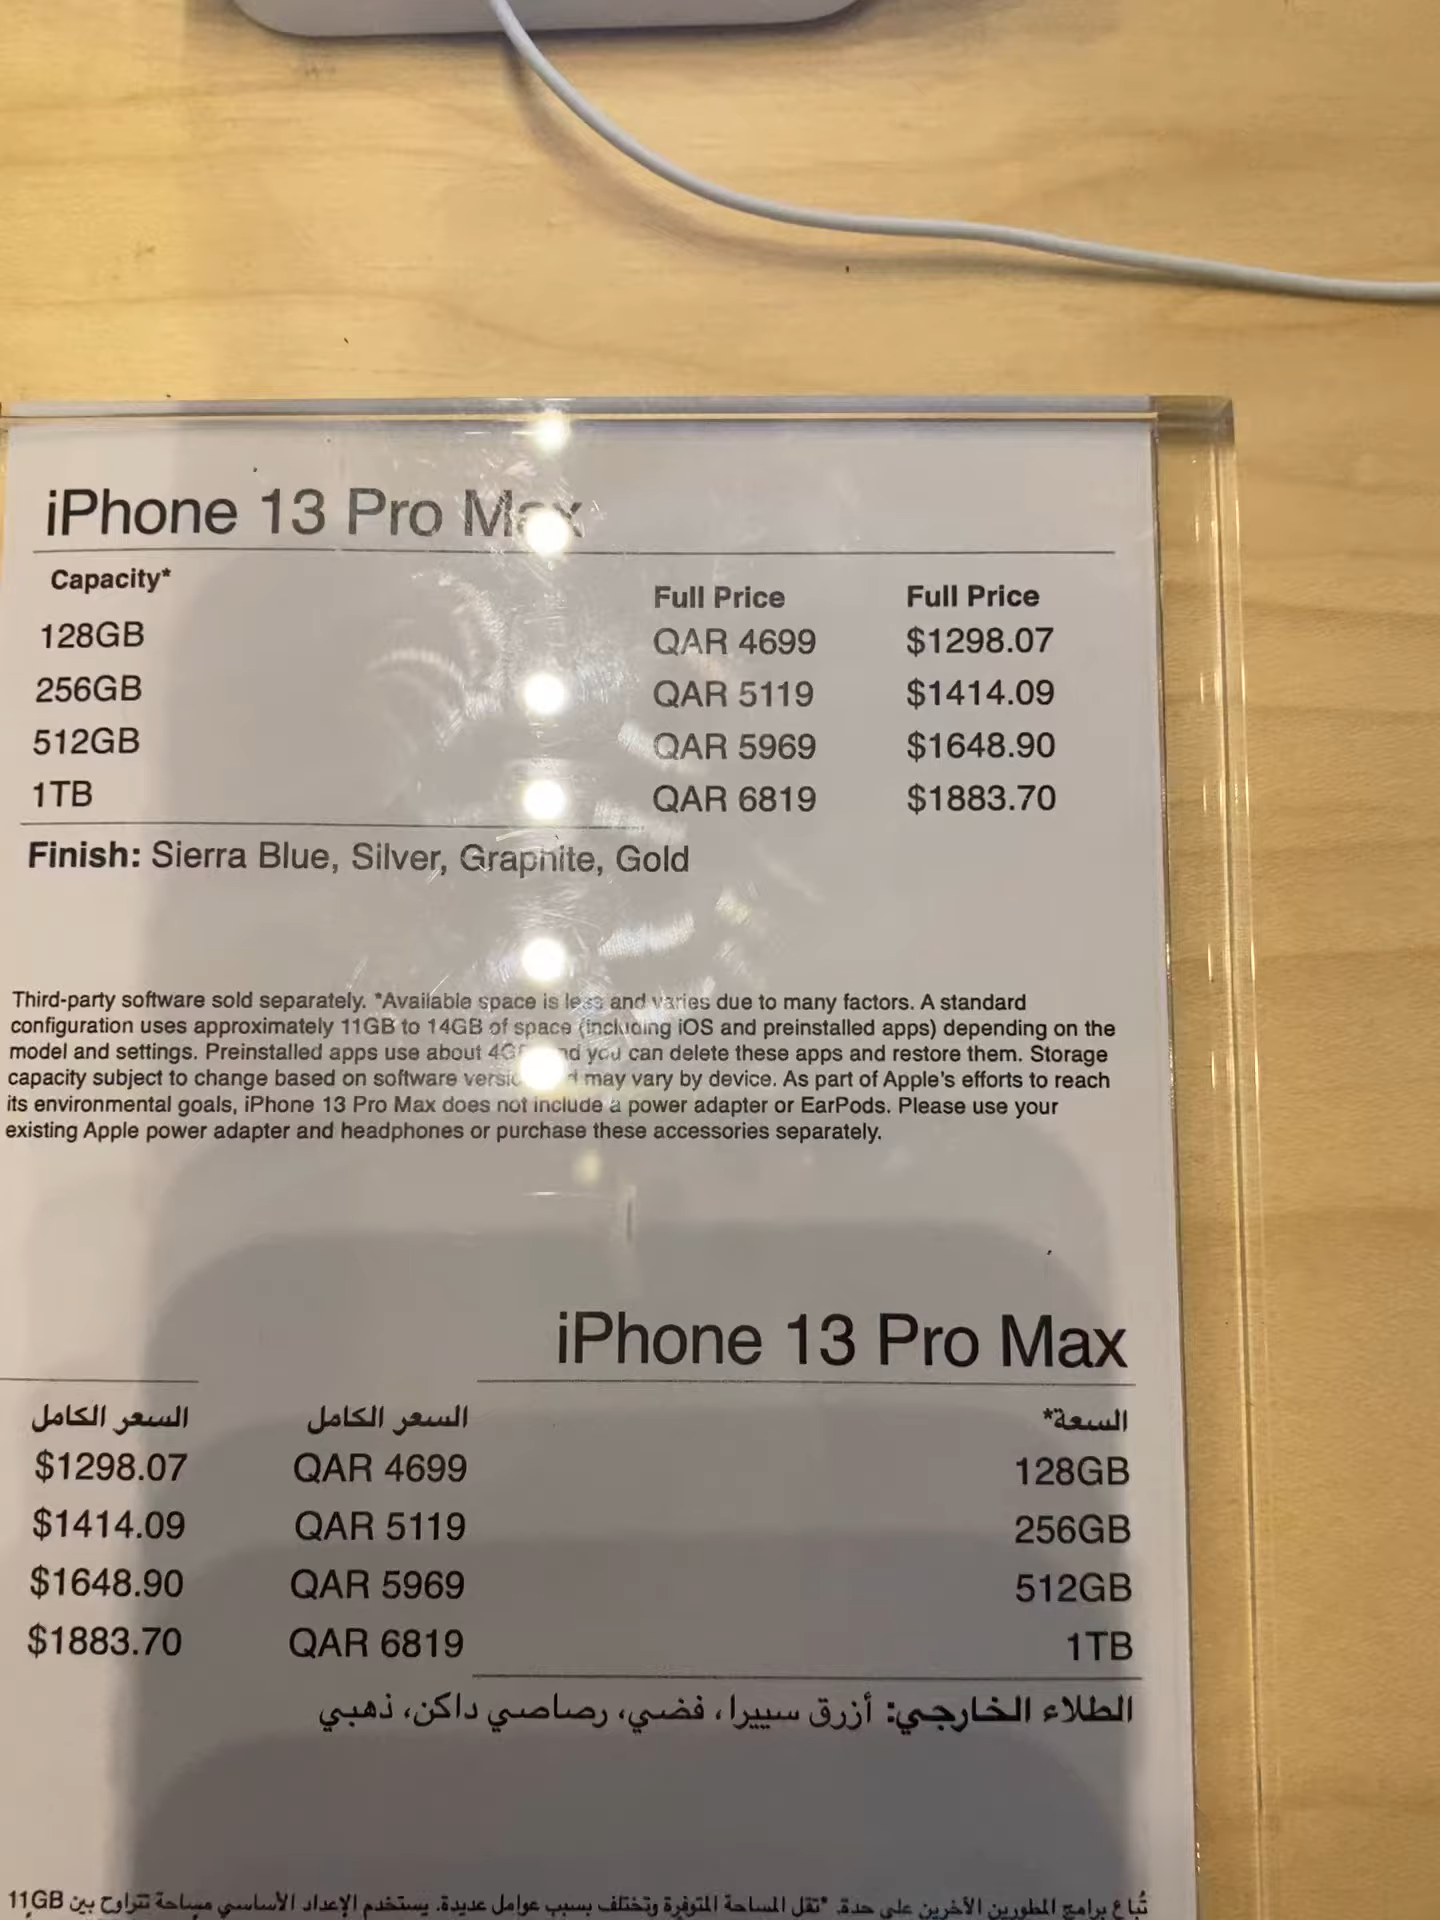 iPhone 13 Pro Max
Capacity* Full Price Full Price
128GB QAR 4699 $1298.07
256GB QAR 5119 $1414.09
512GB QAR 5969 $1648.90
1TB QAR 6819 $1883.70
Finish: Sierra Blue, Silver, Graphite, Gold
Third-party software sold separately. *Available space is less and varies due to many factors. A standard
configuration uses approximately 11GB to 14GB of space (including iOS and preinstalled apps) depending on the
model and settings. Preinstalled apps use about 4GB and you can delete these apps and restore them. Storage
capacity subject to change based on software may vary by device. As part of Apple's efforts to reach
its environmental goals, iPhone 13 Pro Max does not include a power adapter or EarPods. Please use your
existing Apple power adapter and headphones or purchase these accessories separately.
iPhone 13 Pro Max
السعة* السعر الكامل السعر الكامل
128GB QAR 4699 $1298.07
256GB QAR 5119 $1414.09
512GB QAR 5969 $1648.90
1TB QAR 6819 $1883.70
الطلاء الخارجي: أزرق سييرا، فضي، رصاصي داكن، ذهبي
تُباع برامج المطورين الآخرين على حدة. *تقل المساحة المتوفرة وتختلف بسبب عوامل عديدة. يستخدم الإعداد الأساسي مساحة تتراوح بين 11GB